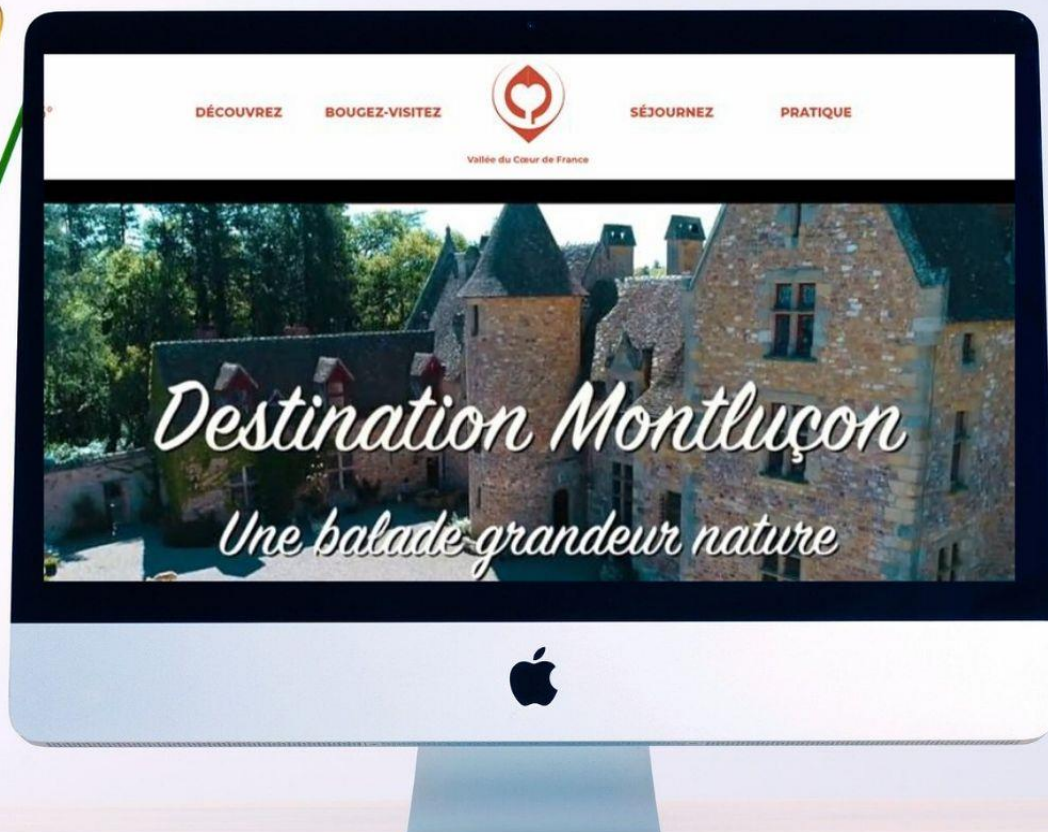 DÉCOUVREZ BOUGEZ-VISITEZ SÉJOURNEZ PRATIQUE
Vallée du Cœur de France
Destination Montluçon
Une balade grandeur nature